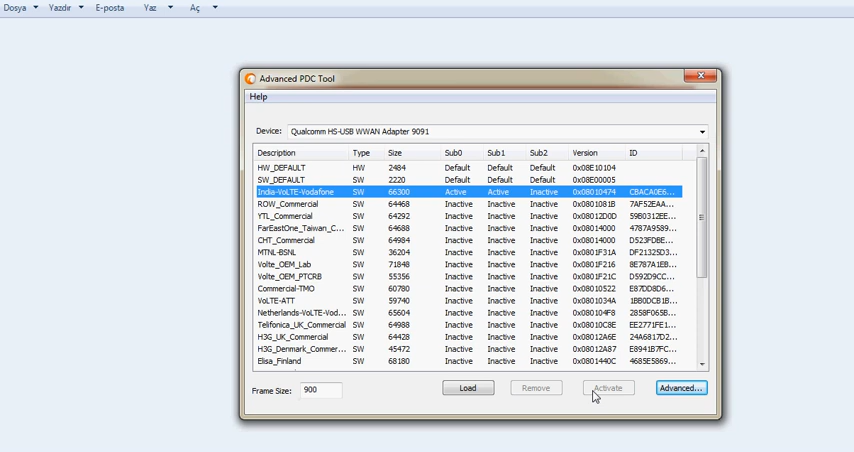 Dosya Yazdır E-posta Yaz Aç
Advanced PDC Tool
Help
Device: Qualcomm HS-USB WWAN Adapter 9091
Description Type Size Sub0 Sub1 Sub2 Version ID
HW_DEFAULT HW 2484 Default Default Default 0x08E10104
SW_DEFAULT SW 2220 Default Default Default 0x08E00005
India-VoLTE-Vodafone SW 66300 Active Active Inactive 0x08010474 CBACA0E6...
ROW_Commercial SW 64468 Inactive Inactive Inactive 0x0801081B 7AF52EAA...
YTL_Commercial SW 64292 Inactive Inactive Inactive 0x08012D0D 59B0312EE...
FarEastOne_Taiwan_C... SW 64688 Inactive Inactive Inactive 0x08014000 4787A9589...
CHT_Commercial SW 64984 Inactive Inactive Inactive 0x08014000 D523FDBE...
MTNL-BSNL SW 36204 Inactive Inactive Inactive 0x0801F31A DF21325D3...
Volte_OEM_Lab SW 71848 Inactive Inactive Inactive 0x0801F216 8E787A1EB...
Volte_OEM_PTCRB SW 55356 Inactive Inactive Inactive 0x0801F21C D592D9CC...
Commercial-TMO SW 60780 Inactive Inactive Inactive 0x08010522 E87DD8D6...
VoLTE-ATT SW 59740 Inactive Inactive Inactive 0x0801034A 1BB0DCB1B...
Netherlands-VoLTE-Vod... SW 65604 Inactive Inactive Inactive 0x080104F8 2858F065B...
Telifonica_UK_Commercial SW 64988 Inactive Inactive Inactive 0x08010C8E EE2771FE1...
H3G_UK_Commercial SW 64428 Inactive Inactive Inactive 0x08012A6E 24A6817D2...
H3G_Denmark_Commer... SW 45472 Inactive Inactive Inactive 0x08012A87 E8941B7FC...
Elisa_Finland SW 68180 Inactive Inactive Inactive 0x0801440C 4685E5869...
Frame Size: 900 Load Remove Activate Advanced...